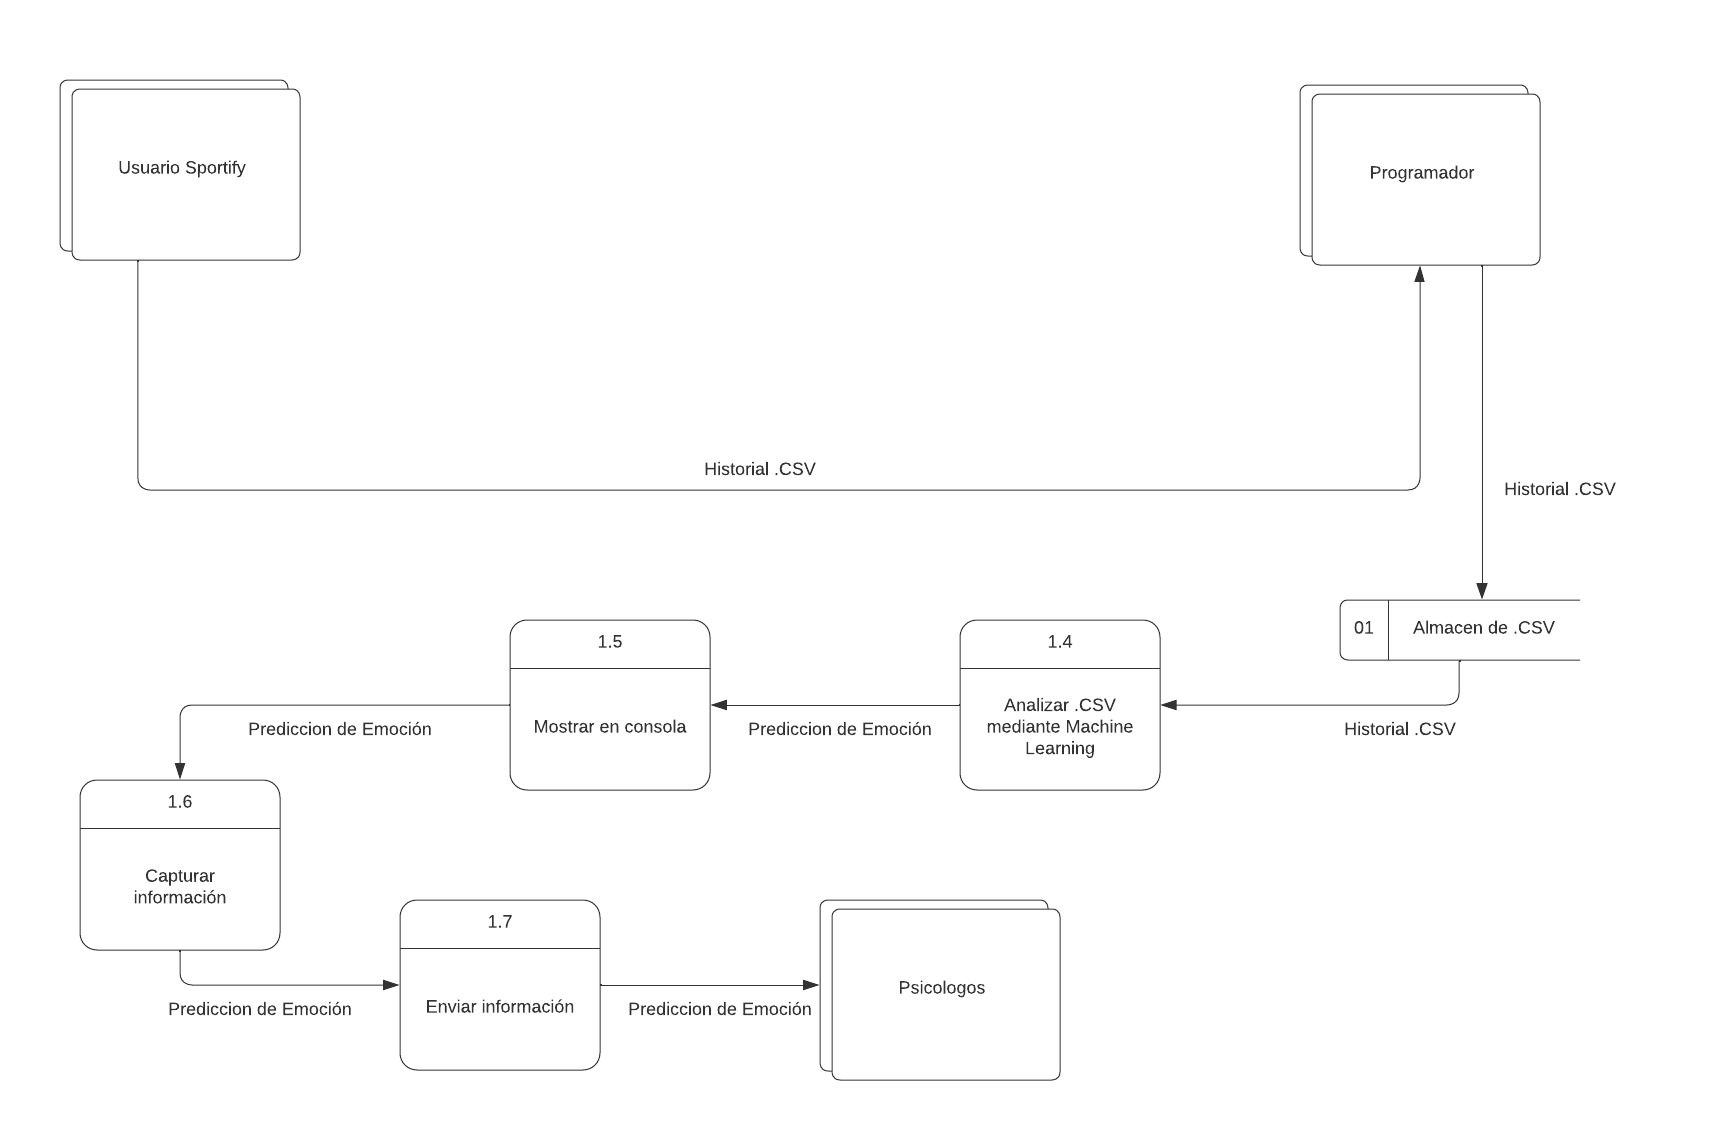 Usuario Sportify
Programador
Historial .CSV
Historial .CSV
01
Almacen de .CSV
Historial .CSV
1.4
Analizar .CSV
mediante Machine
Learning
Prediccion de Emoción
1.5
Mostrar en consola
Prediccion de Emoción
1.6
Capturar
información
Prediccion de Emoción
1.7
Enviar información
Prediccion de Emoción
Psicologos